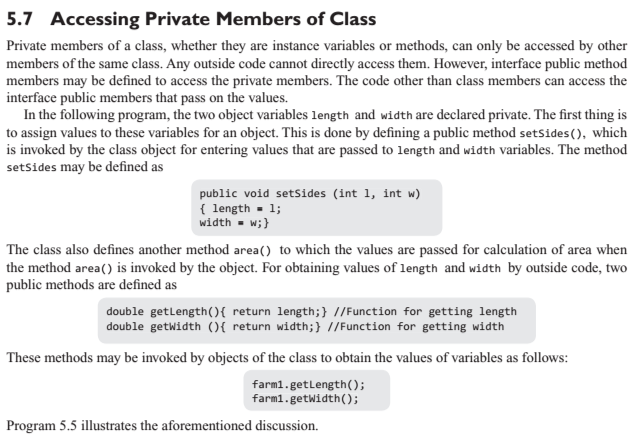 5.7 Accessing Private Members of Class
Private members of a class, whether they are instance variables or methods, can only be accessed by other
members of the same class. Any outside code cannot directly access them. However, interface public method
members may be defined to access the private members. The code other than class members can access the
interface public members that pass on the values.
In the following program, the two object variables length and width are declared private. The first thing is
to assign values to these variables for an object. This is done by defining a public method setSides(), which
is invoked by the class object for entering values that are passed to length and width variables. The method
setSides may be defined as
public void setSides (int l, int w)
{ length = l;
width = w;}
The class also defines another method area() to which the values are passed for calculation of area when
the method area() is invoked by the object. For obtaining values of length and width by outside code, two
public methods are defined as
double getLength(){ return length;} //Function for getting length
double getWidth (){ return width;} //Function for getting width
These methods may be invoked by objects of the class to obtain the values of variables as follows:
farm1.getLength();
farm1.getWidth();
Program 5.5 illustrates the aforementioned discussion.